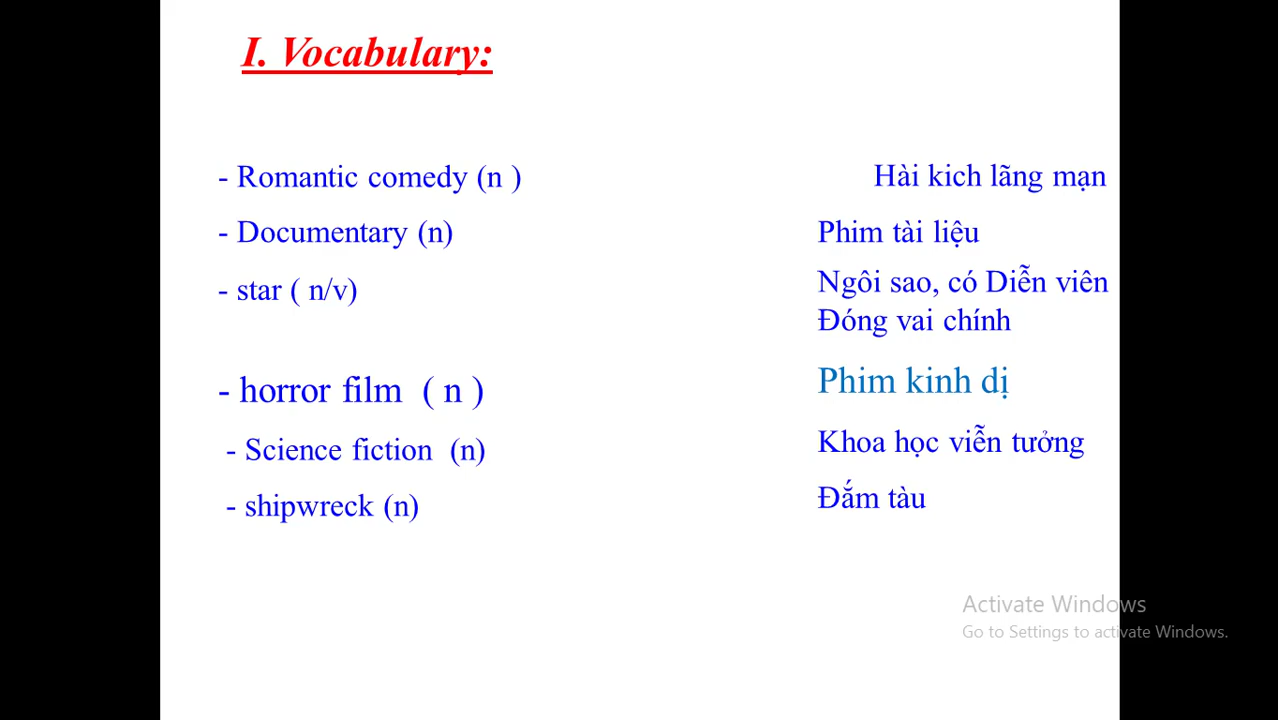 I. Vocabulary:
- Romantic comedy (n )
Hài kich lãng mạn
- Documentary (n)
Phim tài liệu
- star ( n/v)
Ngôi sao, có Diễn viên
Đóng vai chính
- horror film ( n )
Phim kinh dị
- Science fiction (n)
Khoa học viễn tưởng
- shipwreck (n)
Đắm tàu
Activate Windows
Go to Settings to activate Windows.